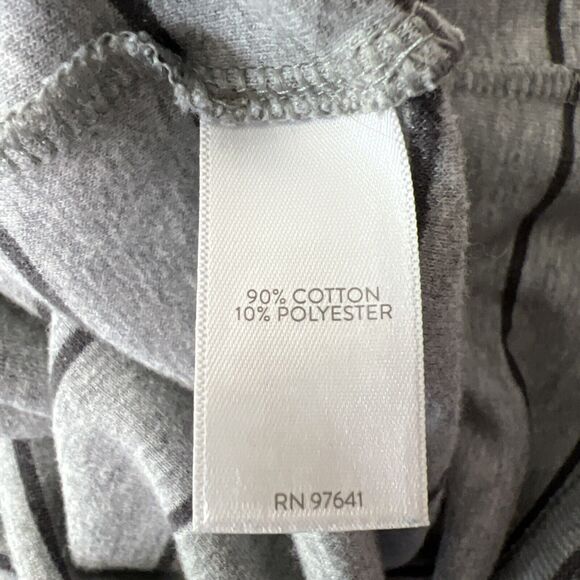 90% COTTON
10% POLYESTER
RN 97641